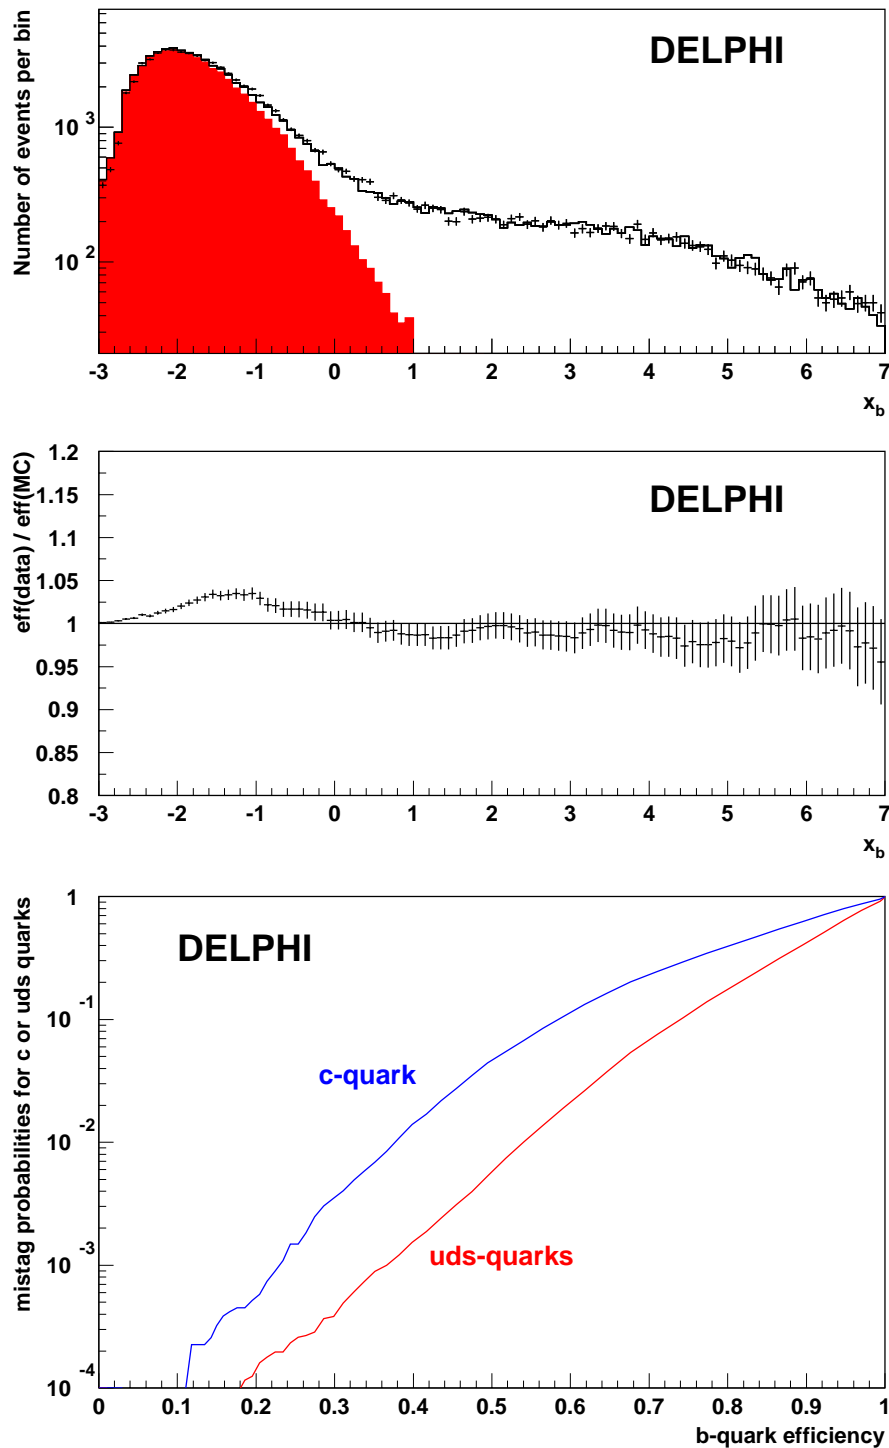 Number of events per bin
DELPHI
10 3
10 2
-3 -2 -1 0 1 2 3 4 5 6 7
xb
eff(data) / eff(MC)
DELPHI
1.2
1.15
1.1
1.05
1
0.95
0.9
0.85
0.8
-3 -2 -1 0 1 2 3 4 5 6 7
xb
mistag probabilities for c or uds quarks
DELPHI
1
10 -1
c-quark
10 -2
uds-quarks
10 -3
10 -4
0 0.1 0.2 0.3 0.4 0.5 0.6 0.7 0.8 0.9 1
b-quark efficiency